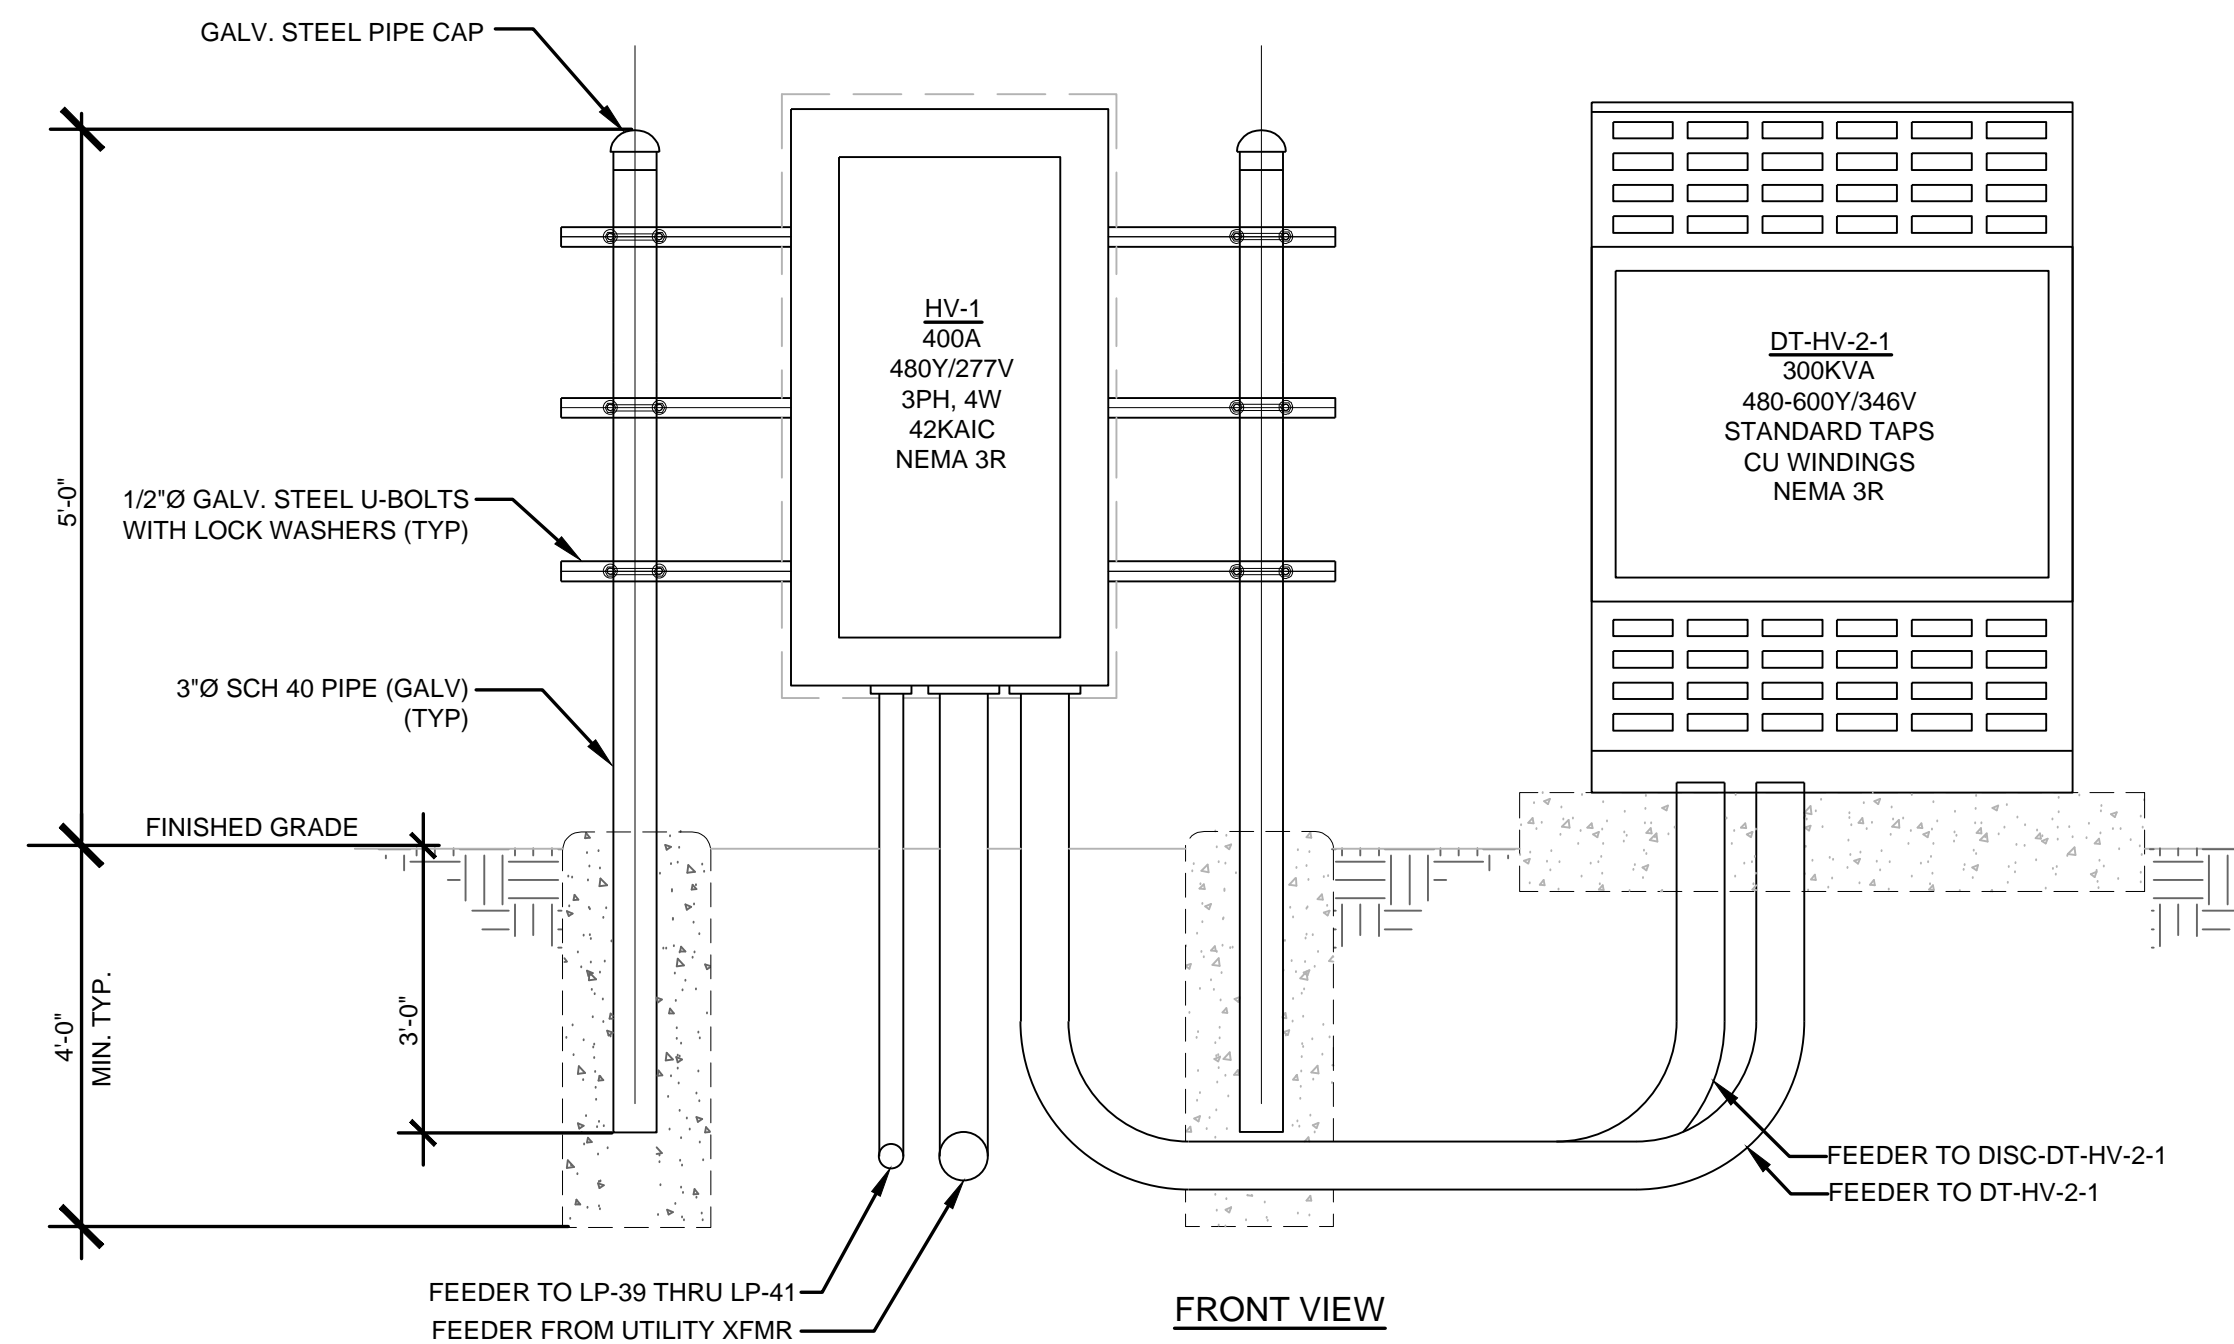 GALV. STEEL PIPE CAP
HV-1
400A
480Y/277V
3PH, 4W
42KAIC
NEMA 3R
DT-HV-2-1
300KVA
480-600Y/346V
STANDARD TAPS
CU WINDINGS
NEMA 3R
5'-0"
1/2"Ø GALV. STEEL U-BOLTS
WITH LOCK WASHERS (TYP)
3"Ø SCH 40 PIPE (GALV)
(TYP)
FINISHED GRADE
4'-0"
MIN. TYP.
3'-0"
FEEDER TO DISC-DT-HV-2-1
FEEDER TO DT-HV-2-1
FEEDER TO LP-39 THRU LP-41
FEEDER FROM UTILITY XFMR
FRONT VIEW